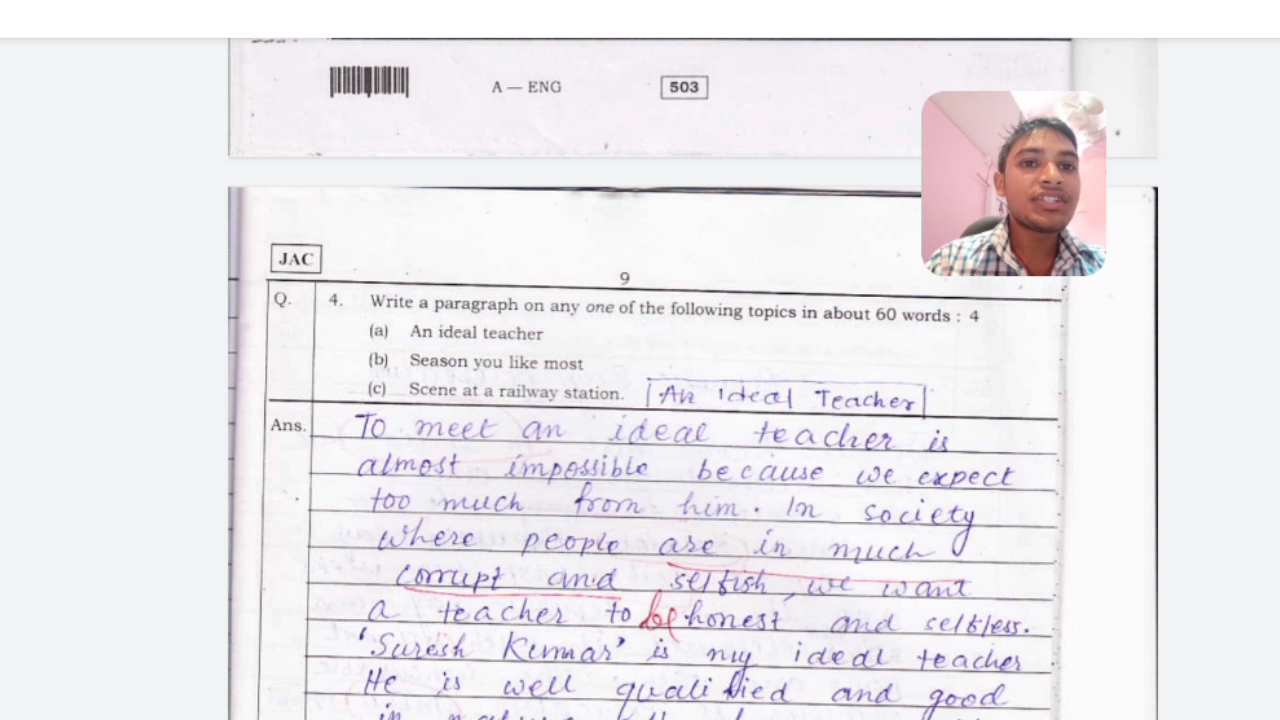 A — ENG 503
JAC
9
Q. 4. Write a paragraph on any one of the following topics in about 60 words : 4
(a) An ideal teacher
(b) Season you like most
(c) Scene at a railway station. An Ideal Teacher
Ans. To meet an ideal teacher is
almost impossible because we expect
too much from him. In society
where people are in much
corrupt and selfish, we want
a teacher to be honest and selfless.
'Suresh Kumar' is my ideal teacher
He is well qualified and good
in